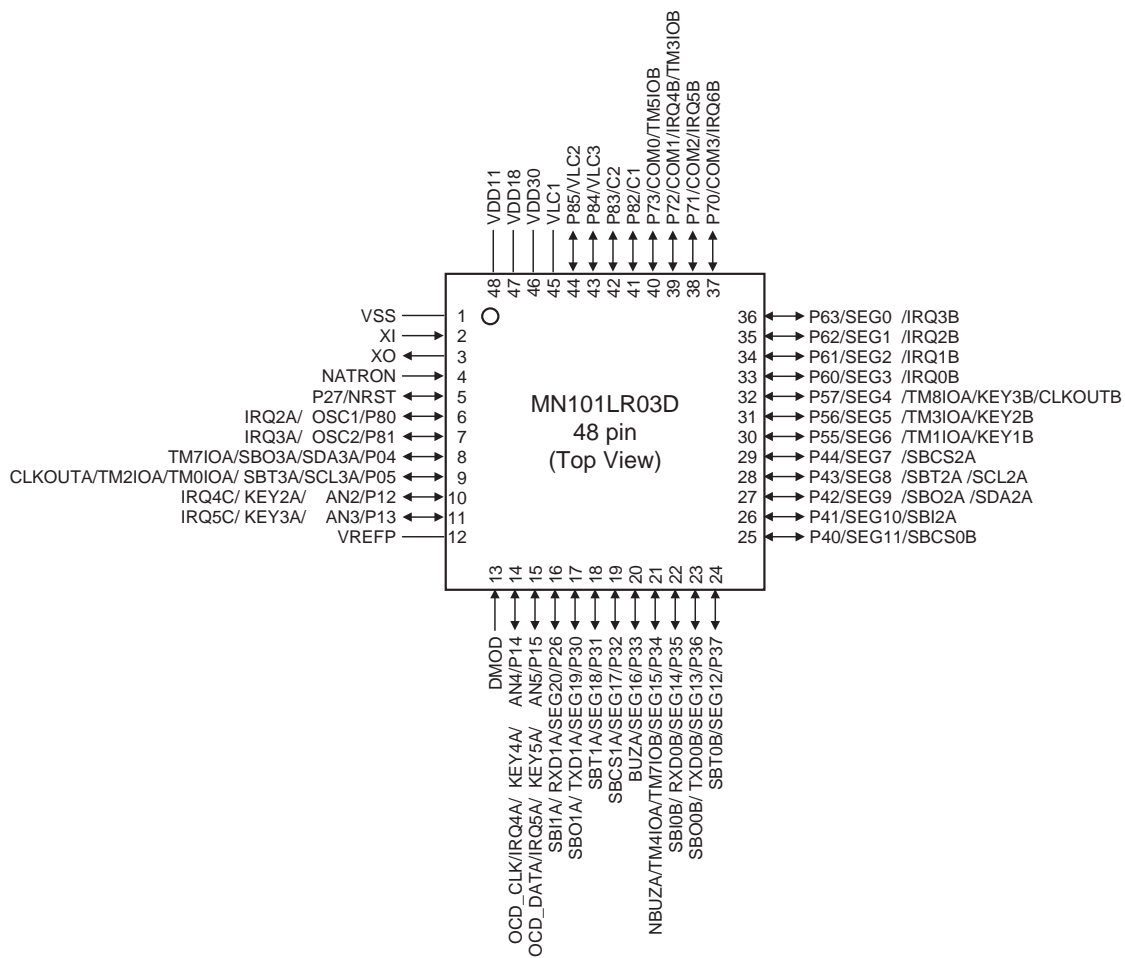 VDD11
VDD18
VDD30
VLC1
P85/VLC2
P84/VLC3
P83/C2
P82/C1
P73/COM0/TM5IOB
P72/COM1/IRQ4B/TM3IOB
P71/COM2/IRQ5B
P70/COM3/IRQ6B
48
47
46
45
44
43
42
41
40
39
38
37
VSS 1
XI 2
XO 3
NATRON 4
P27/NRST 5
IRQ2A/ OSC1/P80 6
IRQ3A/ OSC2/P81 7
TM7IOA/SBO3A/SDA3A/P04 8
CLKOUTA/TM2IOA/TM0IOA/ SBT3A/SCL3A/P05 9
IRQ4C/ KEY2A/ AN2/P12 10
IRQ5C/ KEY3A/ AN3/P13 11
VREFP 12
MN101LR03D
48 pin
(Top View)
36 P63/SEG0 /IRQ3B
35 P62/SEG1 /IRQ2B
34 P61/SEG2 /IRQ1B
33 P60/SEG3 /IRQ0B
32 P57/SEG4 /TM8IOA/KEY3B/CLKOUTB
31 P56/SEG5 /TM3IOA/KEY2B
30 P55/SEG6 /TM1IOA/KEY1B
29 P44/SEG7 /SBCS2A
28 P43/SEG8 /SBT2A /SCL2A
27 P42/SEG9 /SBO2A /SDA2A
26 P41/SEG10/SBI2A
25 P40/SEG11/SBCS0B
13
14
15
16
17
18
19
20
21
22
23
24
DMOD
OCD_CLK/IRQ4A/ KEY4A/ AN4/P14
OCD_DATA/IRQ5A/ KEY5A/ AN5/P15
SBI1A/ RXD1A/SEG20/P26
SBO1A/ TXD1A/SEG19/P30
SBT1A/SEG18/P31
SBCS1A/SEG17/P32
BUZA/SEG16/P33
NBUZA/TM4IOA/TM7IOB/SEG15/P34
SBI0B/ RXD0B/SEG14/P35
SBO0B/ TXD0B/SEG13/P36
SBT0B/SEG12/P37